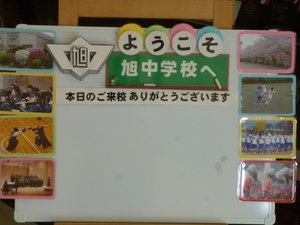 旭
ようこそ
旭中学校へ
本日のご来校 ありがとうございます